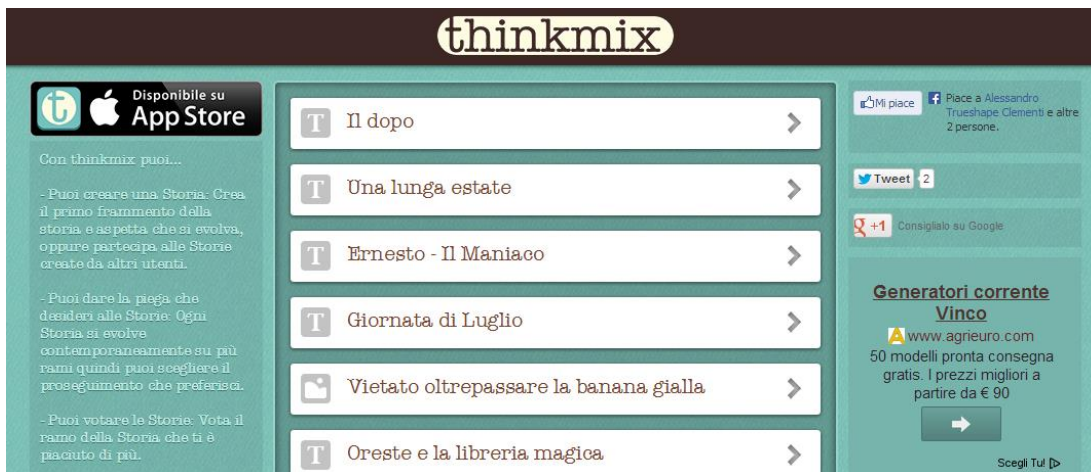 thinkmix
Disponibile su
App Store
Con thinkmix puoi...
- Puoi creare una Storia: Crea
il primo frammento della
storia e aspetta che si evolva,
oppure partecipa alle Storie
create da altri utenti.
- Puoi dare la piega che
desideri alle Storie: Ogni
Storia si evolve
contemporaneamente su più
rami quindi puoi scegliere il
proseguimento che preferisci.
- Puoi votare le Storie: Vota il
ramo della Storia che ti è
piaciuto di più.
T Il dopo
T Una lunga estate
T Ernesto - Il Maniaco
T Giornata di Luglio
Vietato oltrepassare la banana gialla
T Oreste e la libreria magica
Mi piace
Piace a Alessandro
Trueshape Clementi e altre
2 persone.
Tweet 2
+1 Consiglialo su Google
Generatori corrente
Vinco
www.agrieuro.com
50 modelli pronta consegna
gratis. I prezzi migliori a
partire da € 90
Scegli Tu!